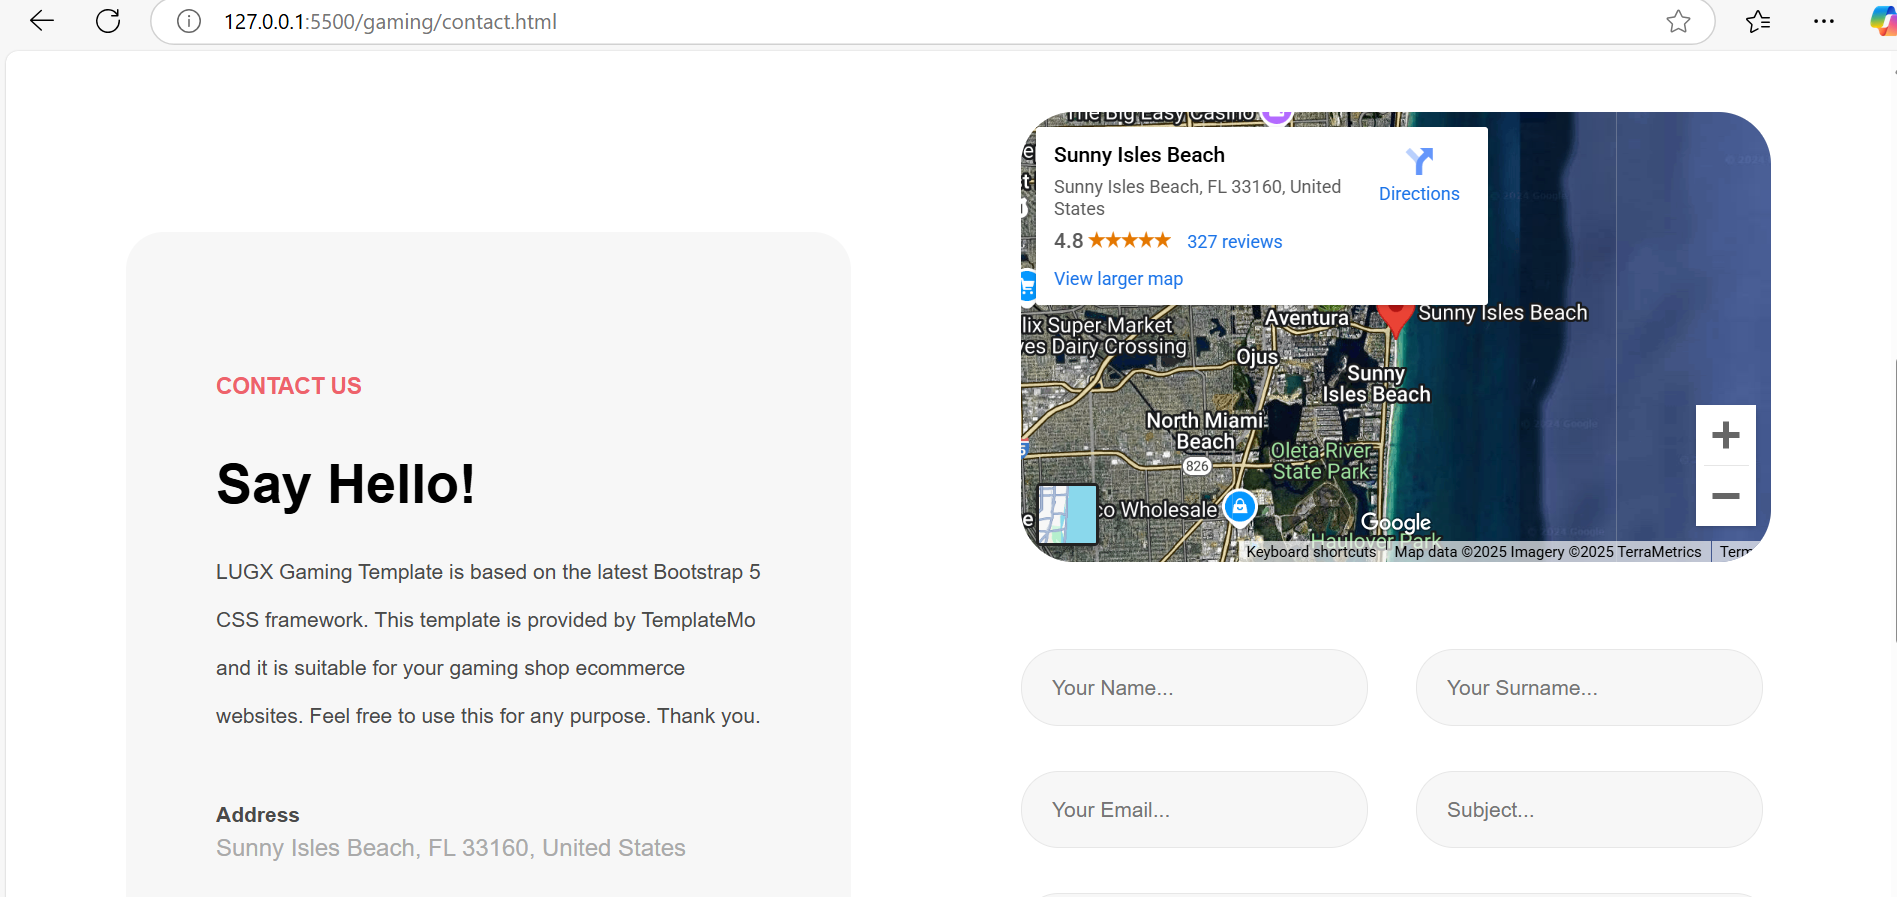 127.0.0.1:5500/gaming/contact.html
CONTACT US
Say Hello!
LUGX Gaming Template is based on the latest Bootstrap 5
CSS framework. This template is provided by TemplateMo
and it is suitable for your gaming shop ecommerce
websites. Feel free to use this for any purpose. Thank you.
Address
Sunny Isles Beach, FL 33160, United States
The Big Easy Casino
Sunny Isles Beach
Sunny Isles Beach, FL 33160, United
States
Directions
4.8 ★★★★★ 327 reviews
View larger map
Sunny Isles Beach
Aventura
lix Super Market
es Dairy Crossing
Ojus
Sunny
Isles Beach
North Miami
Beach
826
Oleta River
State Park
co Wholesale
Google
Haulover Park
Keyboard shortcuts
Map data ©2025 Imagery ©2025 TerraMetrics
Term
Your Name...
Your Surname...
Your Email...
Subject...